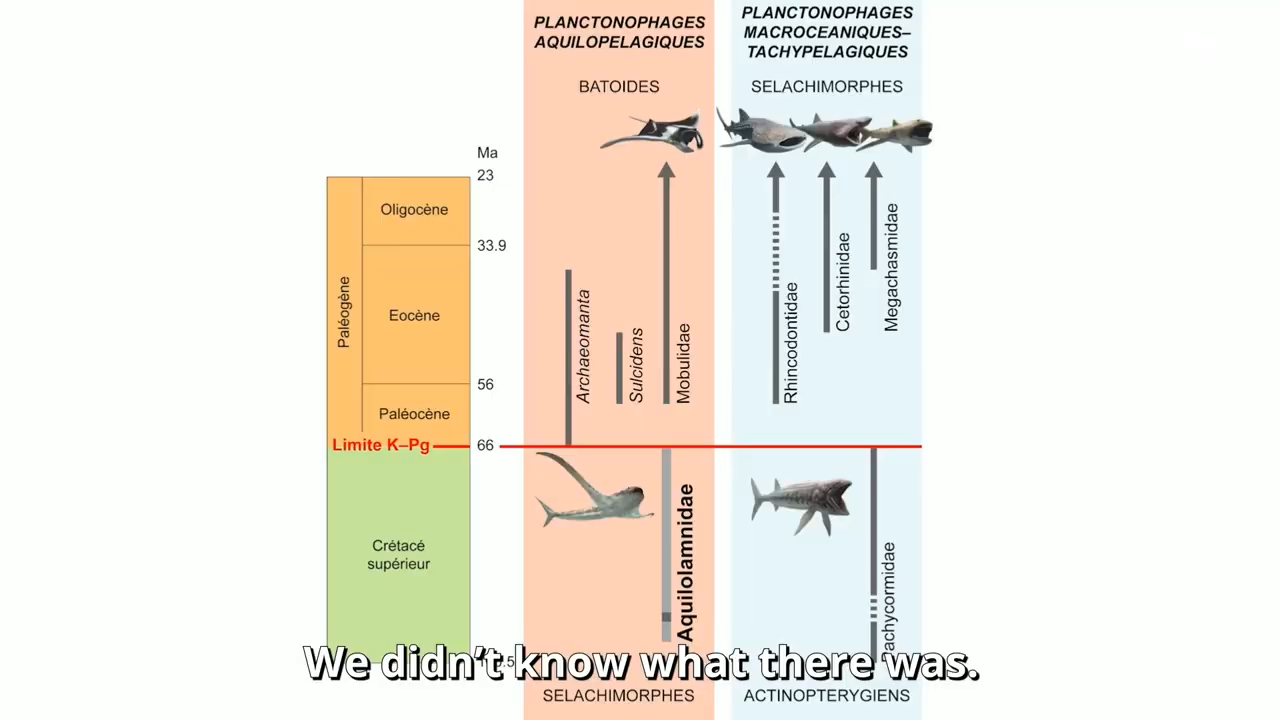 PLANCTONOPHAGES
AQUILOPELAGIQUES
PLANCTONOPHAGES
MACROCEANIQUES–
TACHYPELAGIQUES
BATOIDES
SELACHIMORPHES
Ma
23
Oligocène
33.9
Paléogène
Eocène
56
Paléocène
Limite K–Pg
66
Crétacé
supérieur
Archaeomanta
Sulcidens
Mobulidae
Rhincodontidae
Cetorhinidae
Megachasmidae
Aquilolamnidae
Pachycormidae
We didn’t know what there was.
SELACHIMORPHES
ACTINOPTERYGIENS